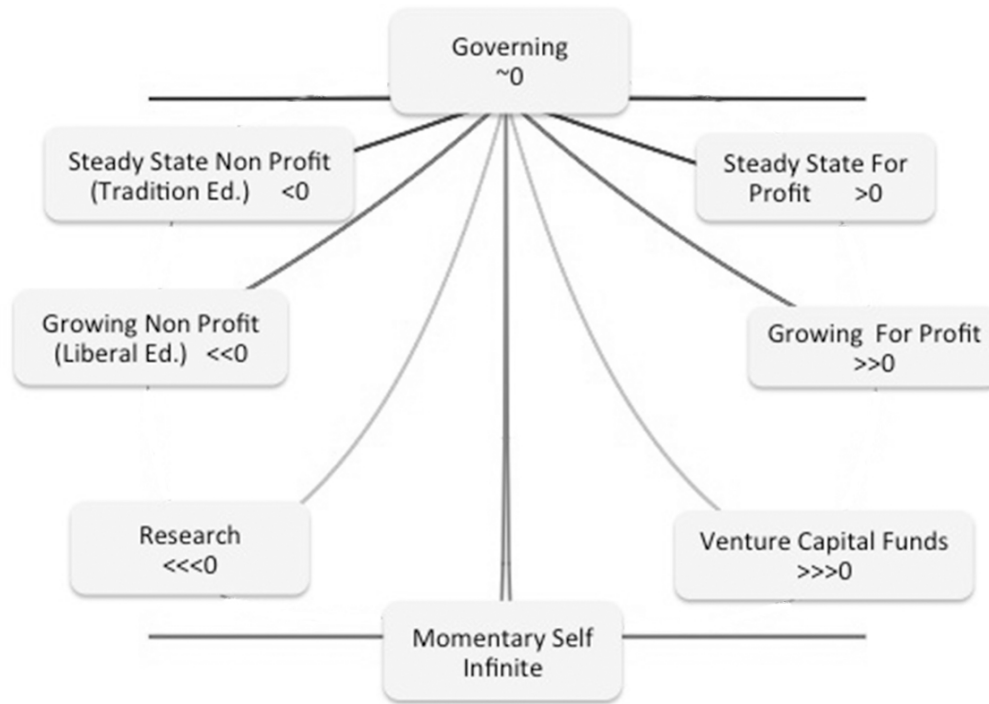 Governing
~0
Steady State Non Profit
(Tradition Ed.) <0
Steady State For
Profit >0
Growing Non Profit
(Liberal Ed.) <<0
Growing For Profit
>>0
Research
<<<0
Venture Capital Funds
>>>0
Momentary Self
Infinite